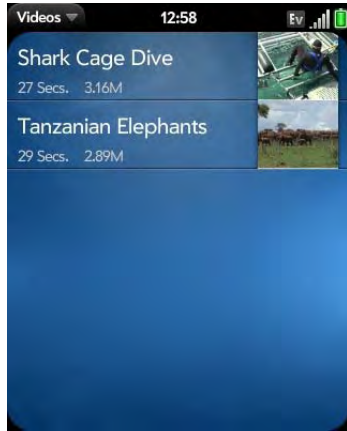 Videos
12:58
Ev
Shark Cage Dive
27 Secs. 3.16M
Tanzanian Elephants
29 Secs. 2.89M